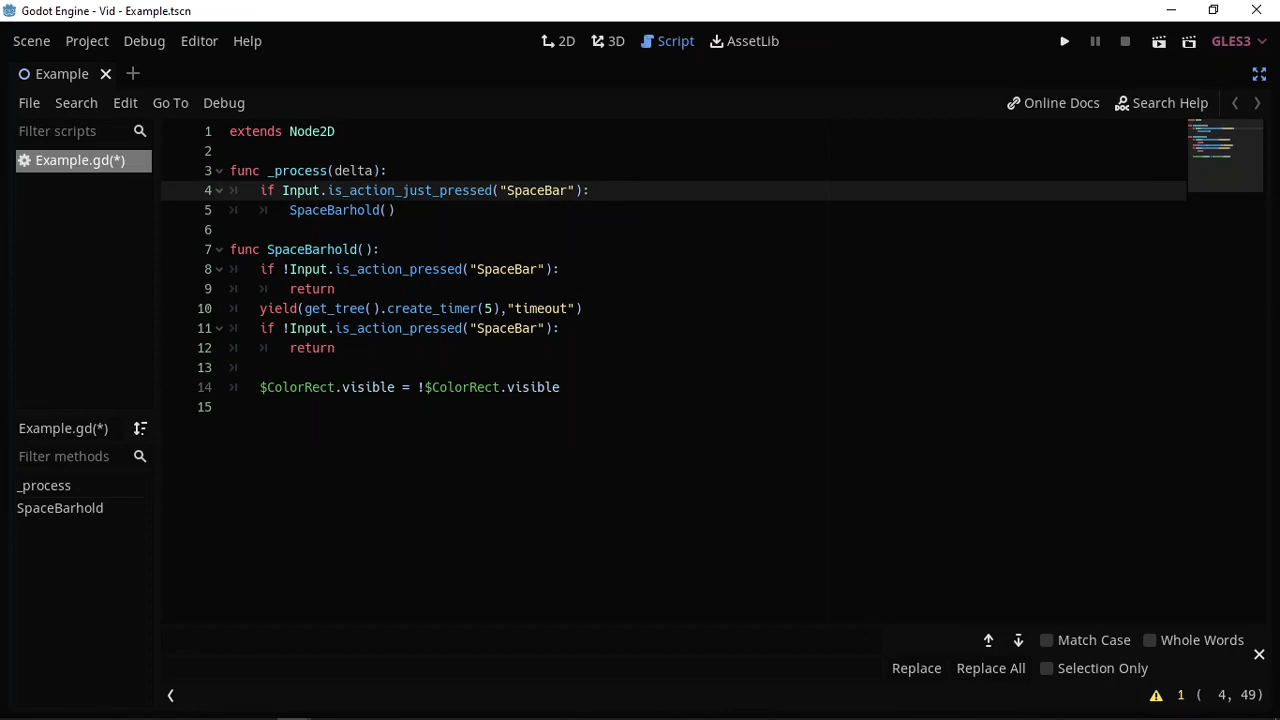 Godot Engine - Vid - Example.tscn
Scene Project Debug Editor Help 2D 3D Script AssetLib GLES3
Example
File Search Edit Go To Debug Online Docs Search Help
Filter scripts
Example.gd(*)
Example.gd(*)
Filter methods
_process
SpaceBarhold
1 extends Node2D
2
3 func _process(delta):
4 if Input.is_action_just_pressed("SpaceBar"):
5 SpaceBarhold()
6
7 func SpaceBarhold():
8 if !Input.is_action_pressed("SpaceBar"):
9 return
10 yield(get_tree().create_timer(5),"timeout")
11 if !Input.is_action_pressed("SpaceBar"):
12 return
13
14 $ColorRect.visible = !$ColorRect.visible
15
Match Case Whole Words
Replace Replace All Selection Only
1 ( 4, 49)